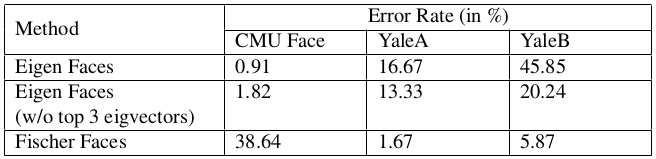 Method Error Rate (in %)
CMU Face YaleA YaleB
Eigen Faces 0.91 16.67 45.85
Eigen Faces 1.82 13.33 20.24
(w/o top 3 eigvectors)
Fischer Faces 38.64 1.67 5.87